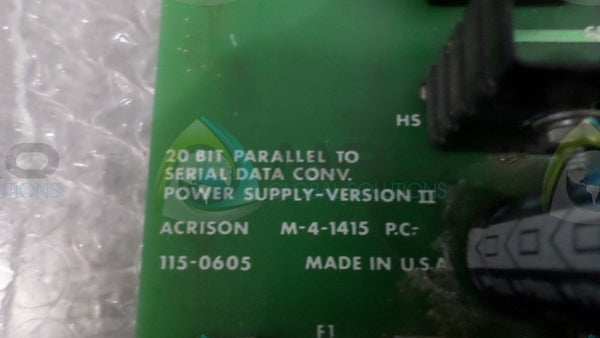 HS
20 BIT PARALLEL TO
SERIAL DATA CONV.
POWER SUPPLY-VERSION II
ACRISON M-4-1415 P.C.-
115-0605 MADE IN U.S.A
F1
SOLUTIONS